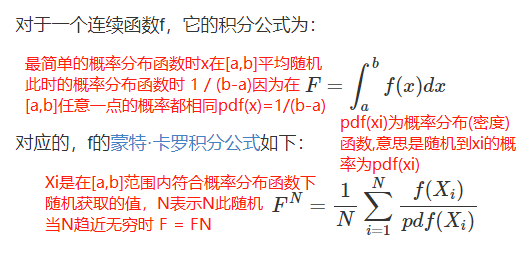 对于一个连续函数f，它的积分公式为：
最简单的概率分布函数时x在[a,b]平均随机
此时的概率分布函数时 1 / (b-a)因为在
[a,b]任意一点的概率都相同pdf(x)=1/(b-a)
F = ∫_a^b f(x)dx
pdf(xi)为概率分布(密度)
函数,意思是随机到xi的概
率为pdf(xi)
对应的，f的蒙特·卡罗积分公式如下：
Xi是在[a,b]范围内符合概率分布函数下
随机获取的值，N表示N此随机
当N趋近无穷时 F = FN
F^N = \frac{1}{N} \sum_{i=1}^{N} \frac{f(X_i)}{pdf(X_i)}